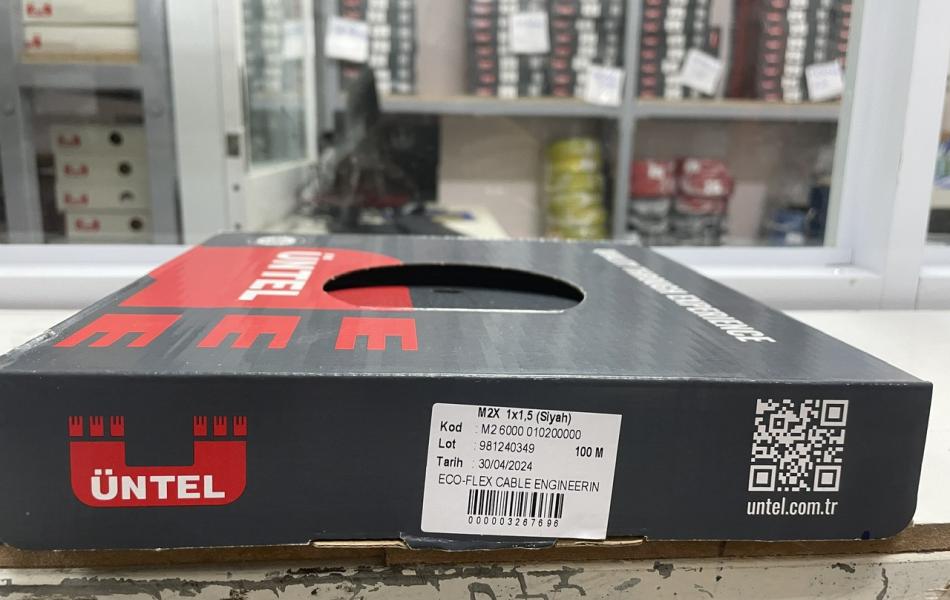 ÜNTEL
EXPERIENCE
ÜNTEL
M2X 1x1,5 (Siyah)
Kod : M2 6000 010200000
Lot : 981240349 100 M
Tarih : 30/04/2024
ECO-FLEX CABLE ENGINEERIN
000003267696
untel.com.tr